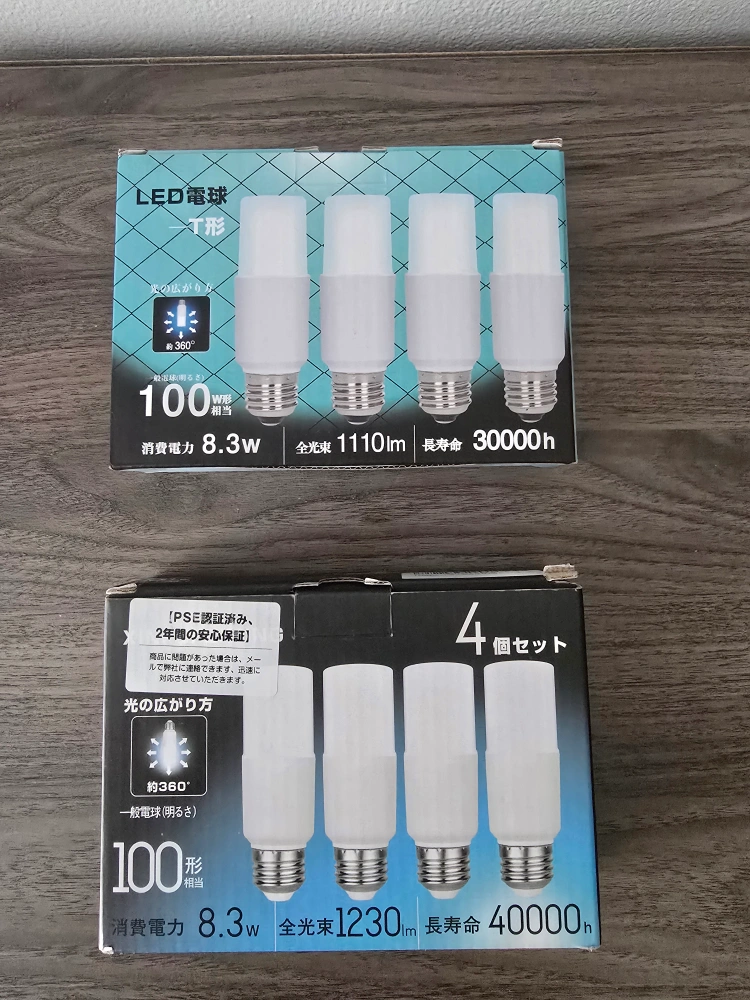 LED電球
T形
光の広がり方
約360°
一般電球(明るさ)
100W形
相当
消費電力 8.3w 全光束 1110lm 長寿命 30000h
【PSE認証済み、
2年間の安心保証】
商品に問題があった場合は、メー
ルで弊社に連絡できます、迅速に
対応させていただきます。
4個セット
光の広がり方
約360°
一般電球(明るさ)
100形
相当
消費電力 8.3w 全光束1230lm 長寿命 40000h